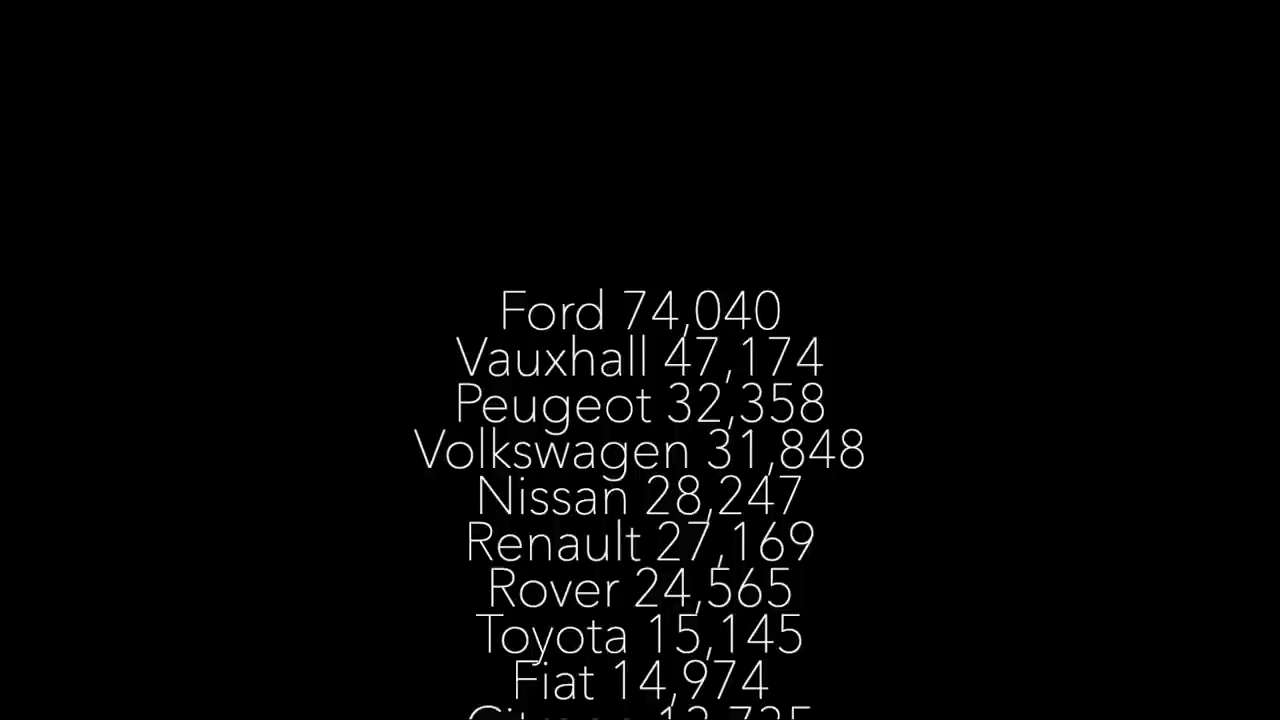 Ford 74,040
Vauxhall 47,174
Peugeot 32,358
Volkswagen 31,848
Nissan 28,247
Renault 27,169
Rover 24,565
Toyota 15,145
Fiat 14,974